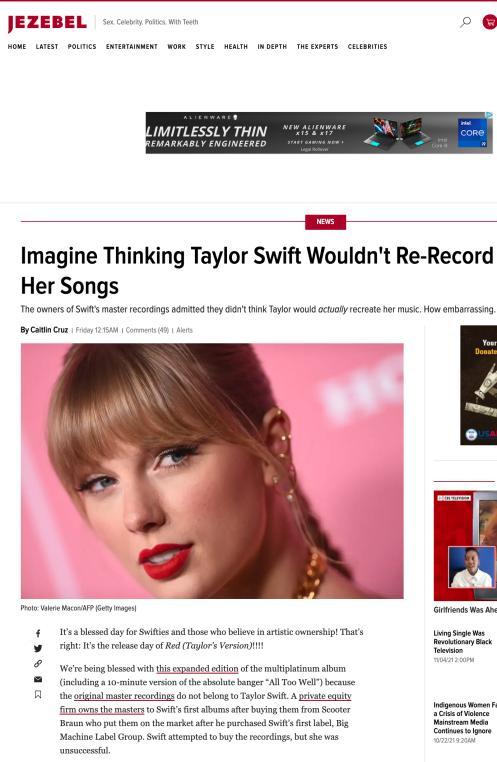 JEZEBEL
Sex. Celebrity. Politics. With Teeth
HOME LATEST POLITICS ENTERTAINMENT WORK STYLE HEALTH IN DEPTH THE EXPERTS CELEBRITIES
ALIENWARE
LIMITLESSLY THIN
REMARKABLY ENGINEERED
NEW ALIENWARE
x15 & x17
START GAMING NOW ›
Legal Rollover
Intel
Core i9
intel
CORE
i9
NEWS
Imagine Thinking Taylor Swift Wouldn't Re-Record
Her Songs
The owners of Swift's master recordings admitted they didn't think Taylor would actually recreate her music. How embarrassing.
By Caitlin Cruz | Friday 12:15AM | Comments (49) | Alerts
Photo: Valerie Macon/AFP (Getty Images)
It's a blessed day for Swifties and those who believe in artistic ownership! That's
right: It's the release day of Red (Taylor's Version)!!!!
We're being blessed with this expanded edition of the multiplatinum album
(including a 10-minute version of the absolute banger “All Too Well”) because
the original master recordings do not belong to Taylor Swift. A private equity
firm owns the masters to Swift's first albums after buying them from Scooter
Braun who put them on the market after he purchased Swift's first label, Big
Machine Label Group. Swift attempted to buy the recordings, but she was
unsuccessful.
Your
Donate
USA
CBS TELEVISION
Girlfriends Was Ahe
Living Single Was
Revolutionary Black
Television
11/04/21 2:00PM
Indigenous Women Fa
a Crisis of Violence
Mainstream Media
Continues to Ignore
10/22/21 9:20AM